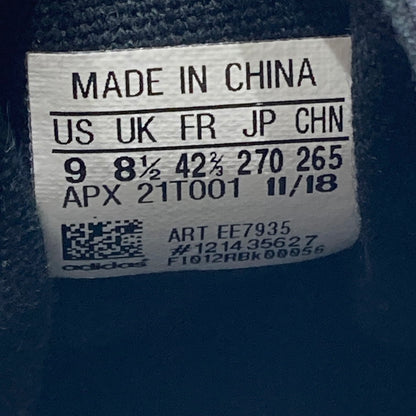 MADE IN CHINA
US UK FR JP CHN
9 8½ 42⅔ 270 265
APX 21T001 11/18
ART EE7935
#121435627
FI012RBk00056
adidas